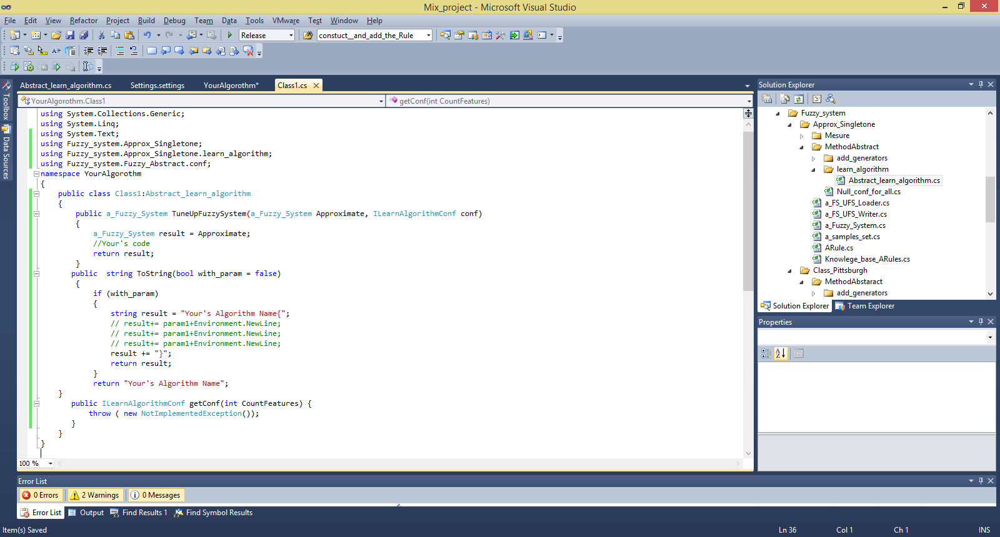 Mix_project - Microsoft Visual Studio
File Edit View Refactor Project Build Debug Team Data Tools VMware Test Window Help
Release constuct__and_add_the_Rule
Toolbox
Data Sources
Abstract_learn_algorithm.cs Settings.settings YourAlgorothm* Class1.cs
YourAlgorothm.Class1 getConf(int CountFeatures)
using System.Collections.Generic;
using System.Linq;
using System.Text;
using Fuzzy_system.Approx_Singletone;
using Fuzzy_system.Approx_Singletone.learn_algorithm;
using Fuzzy_system.Fuzzy_Abstract.conf;
namespace YourAlgorothm
{
public class Class1:Abstract_learn_algorithm
{
public a_Fuzzy_System TuneUpFuzzySystem(a_Fuzzy_System Approximate, ILearnAlgorithmConf conf)
{
a_Fuzzy_System result = Approximate;
//Your's code
return result;
}
public  string ToString(bool with_param = false)
{
if (with_param)
{
string result = "Your's Algorithm Name{";
// result+= param1+Environment.NewLine;
// result+= param1+Environment.NewLine;
// result+= param1+Environment.NewLine;
result += "}";
return result;
}
return "Your's Algorithm Name";
}
public ILearnAlgorithmConf getConf(int CountFeatures) {
throw ( new NotImplementedException());
}
}
}
100 %
Solution Explorer
Fuzzy_system
Approx_Singletone
Mesure
MethodAbstract
add_generators
learn_algorithm
Abstract_learn_algorithm.cs
Null_conf_for_all.cs
a_FS_UFS_Loader.cs
a_FS_UFS_Writer.cs
a_Fuzzy_System.cs
a_samples_set.cs
ARule.cs
Knowlege_base_ARules.cs
Class_Pittsburgh
MethodAbstaract
add_generators
Solution Explorer Team Explorer
Properties
Error List
0 Errors 2 Warnings 0 Messages
Error List Output Find Results 1 Find Symbol Results
Item(s) Saved Ln 36 Col 1 Ch 1 INS